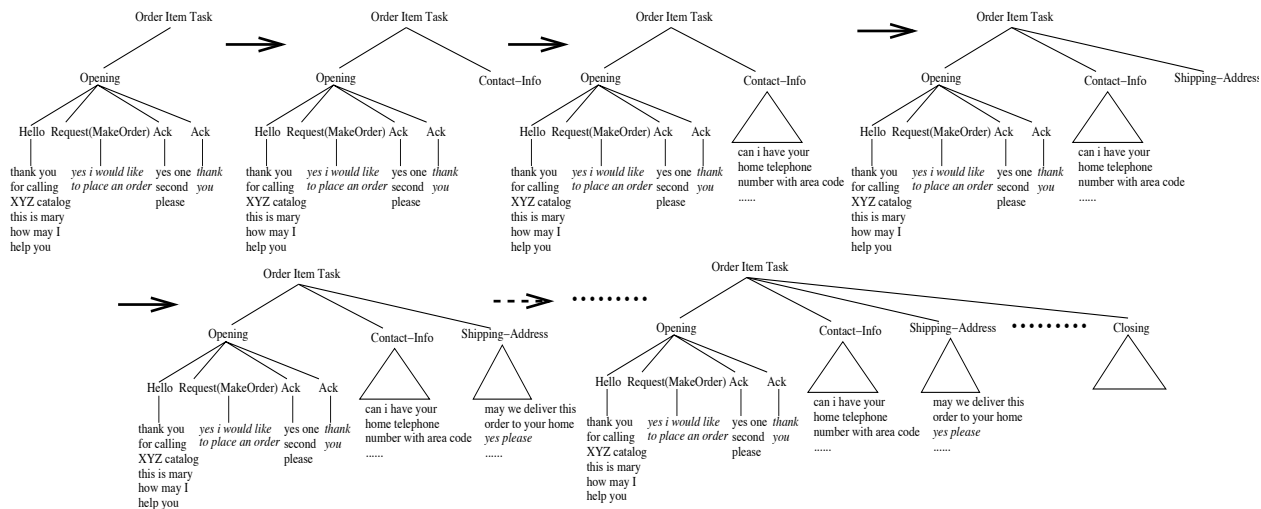 Order Item Task
Opening
Hello Request(MakeOrder) Ack Ack
thank you
for calling
XYZ catalog
this is mary
how may I
help you
yes i would like
to place an order
yes one
second
please
thank
you
Order Item Task
Opening
Contact–Info
Hello Request(MakeOrder) Ack Ack
thank you
for calling
XYZ catalog
this is mary
how may I
help you
yes i would like
to place an order
yes one
second
please
thank
you
Order Item Task
Opening
Contact–Info
Hello Request(MakeOrder) Ack Ack
thank you
for calling
XYZ catalog
this is mary
how may I
help you
yes i would like
to place an order
yes one
second
please
thank
you
can i have your
home telephone
number with area code
......
Order Item Task
Opening
Contact–Info
Shipping–Address
Hello Request(MakeOrder) Ack Ack
thank you
for calling
XYZ catalog
this is mary
how may I
help you
yes i would like
to place an order
yes one
second
please
thank
you
can i have your
home telephone
number with area code
......
Order Item Task
Opening
Contact–Info
Shipping–Address
Hello Request(MakeOrder) Ack Ack
thank you
for calling
XYZ catalog
this is mary
how may I
help you
yes i would like
to place an order
yes one
second
please
thank
you
can i have your
home telephone
number with area code
......
may we deliver this
order to your home
yes please
......
Order Item Task
Opening
Contact–Info
Shipping–Address
Closing
Hello Request(MakeOrder) Ack Ack
thank you
for calling
XYZ catalog
this is mary
how may I
help you
yes i would like
to place an order
yes one
second
please
thank
you
can i have your
home telephone
number with area code
......
may we deliver this
order to your home
yes please
......